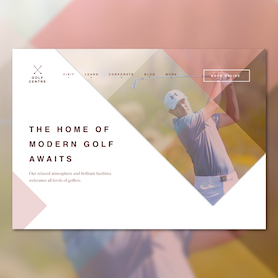 GOLF
CENTRE
VISIT LEARN CORPORATE BLOG MORE
BOOK ONLINE
THE HOME OF
MODERN GOLF
AWAITS
Our relaxed atmosphere and brilliant facilities
welcomes all levels of golfers.